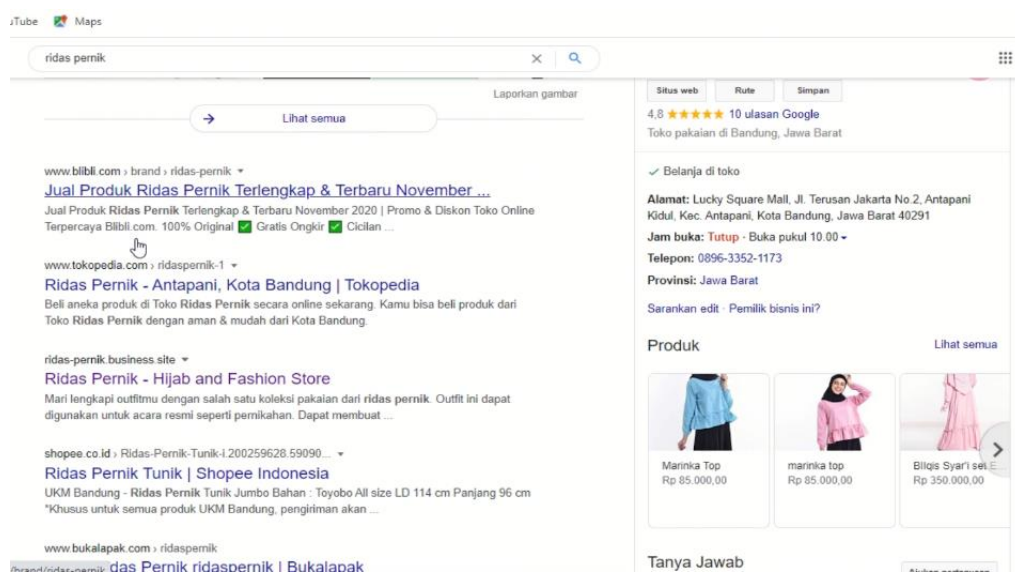 uTube Maps
ridas pernik
Laporkan gambar
Lihat semua
www.blibli.com › brand › ridas-pernik
Jual Produk Ridas Pernik Terlengkap & Terbaru November ...
Jual Produk Ridas Pernik Terlengkap & Terbaru November 2020 | Promo & Diskon Toko Online
Terpercaya Blibli.com. 100% Original ✅ Gratis Ongkir ✅ Cicilan ...
www.tokopedia.com › ridaspernik-1
Ridas Pernik - Antapani, Kota Bandung | Tokopedia
Beli aneka produk di Toko Ridas Pernik secara online sekarang. Kamu bisa beli produk dari
Toko Ridas Pernik dengan aman & mudah dari Kota Bandung.
ridas-pernik.business.site
Ridas Pernik - Hijab and Fashion Store
Mari lengkapi outfitmu dengan salah satu koleksi pakaian dari ridas pernik. Outfit ini dapat
digunakan untuk acara resmi seperti pernikahan. Dapat membuat ...
shopee.co.id › Ridas-Pernik-Tunik-i.200259628.59090...
Ridas Pernik Tunik | Shopee Indonesia
UKM Bandung - Ridas Pernik Tunik Jumbo Bahan : Toyobo All size LD 114 cm Panjang 96 cm
*Khusus untuk semua produk UKM Bandung, pengiriman akan ...
www.bukalapak.com › ridaspernik
das Pernik ridaspernik | Bukalapak
/brand/ridas-pernik
Situs web Rute Simpan
4,8 ★★★★★ 10 ulasan Google
Toko pakaian di Bandung, Jawa Barat
✓ Belanja di toko
Alamat: Lucky Square Mall, Jl. Terusan Jakarta No.2, Antapani
Kidul, Kec. Antapani, Kota Bandung, Jawa Barat 40291
Jam buka: Tutup · Buka pukul 10.00
Telepon: 0896-3352-1173
Provinsi: Jawa Barat
Sarankan edit · Pemilik bisnis ini?
Produk Lihat semua
Marinka Top marinka top Bilqis Syar'i set
Rp 85.000,00 Rp 85.000,00 Rp 350.000,00
Tanya Jawab
Ajukan pertanyaan